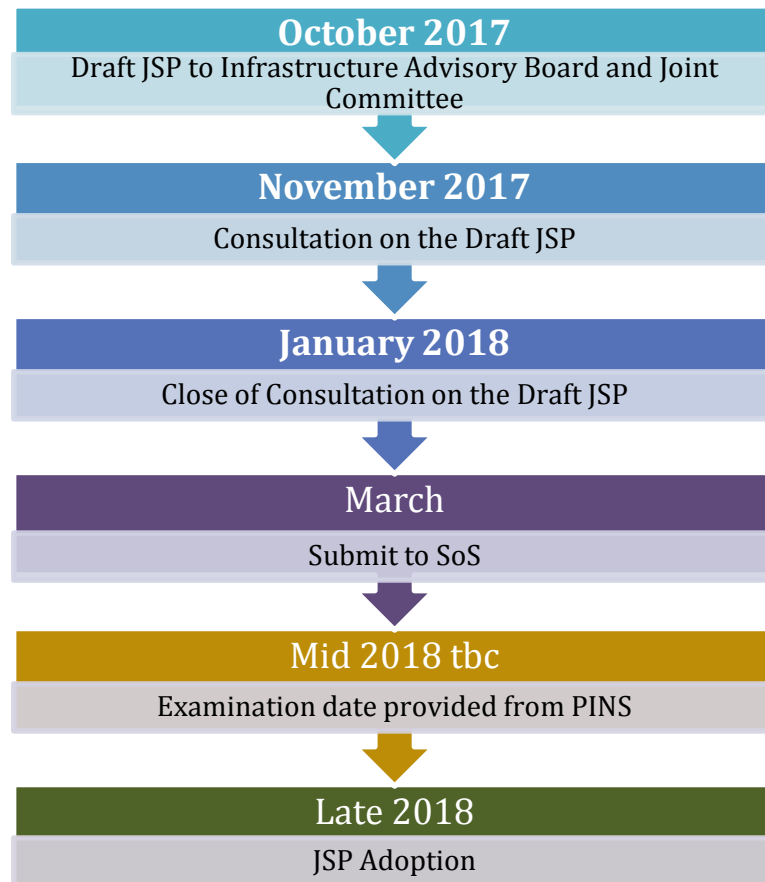 October 2017
Draft JSP to Infrastructure Advisory Board and Joint
Committee
November 2017
Consultation on the Draft JSP
January 2018
Close of Consultation on the Draft JSP
March
Submit to SoS
Mid 2018 tbc
Examination date provided from PINS
Late 2018
JSP Adoption